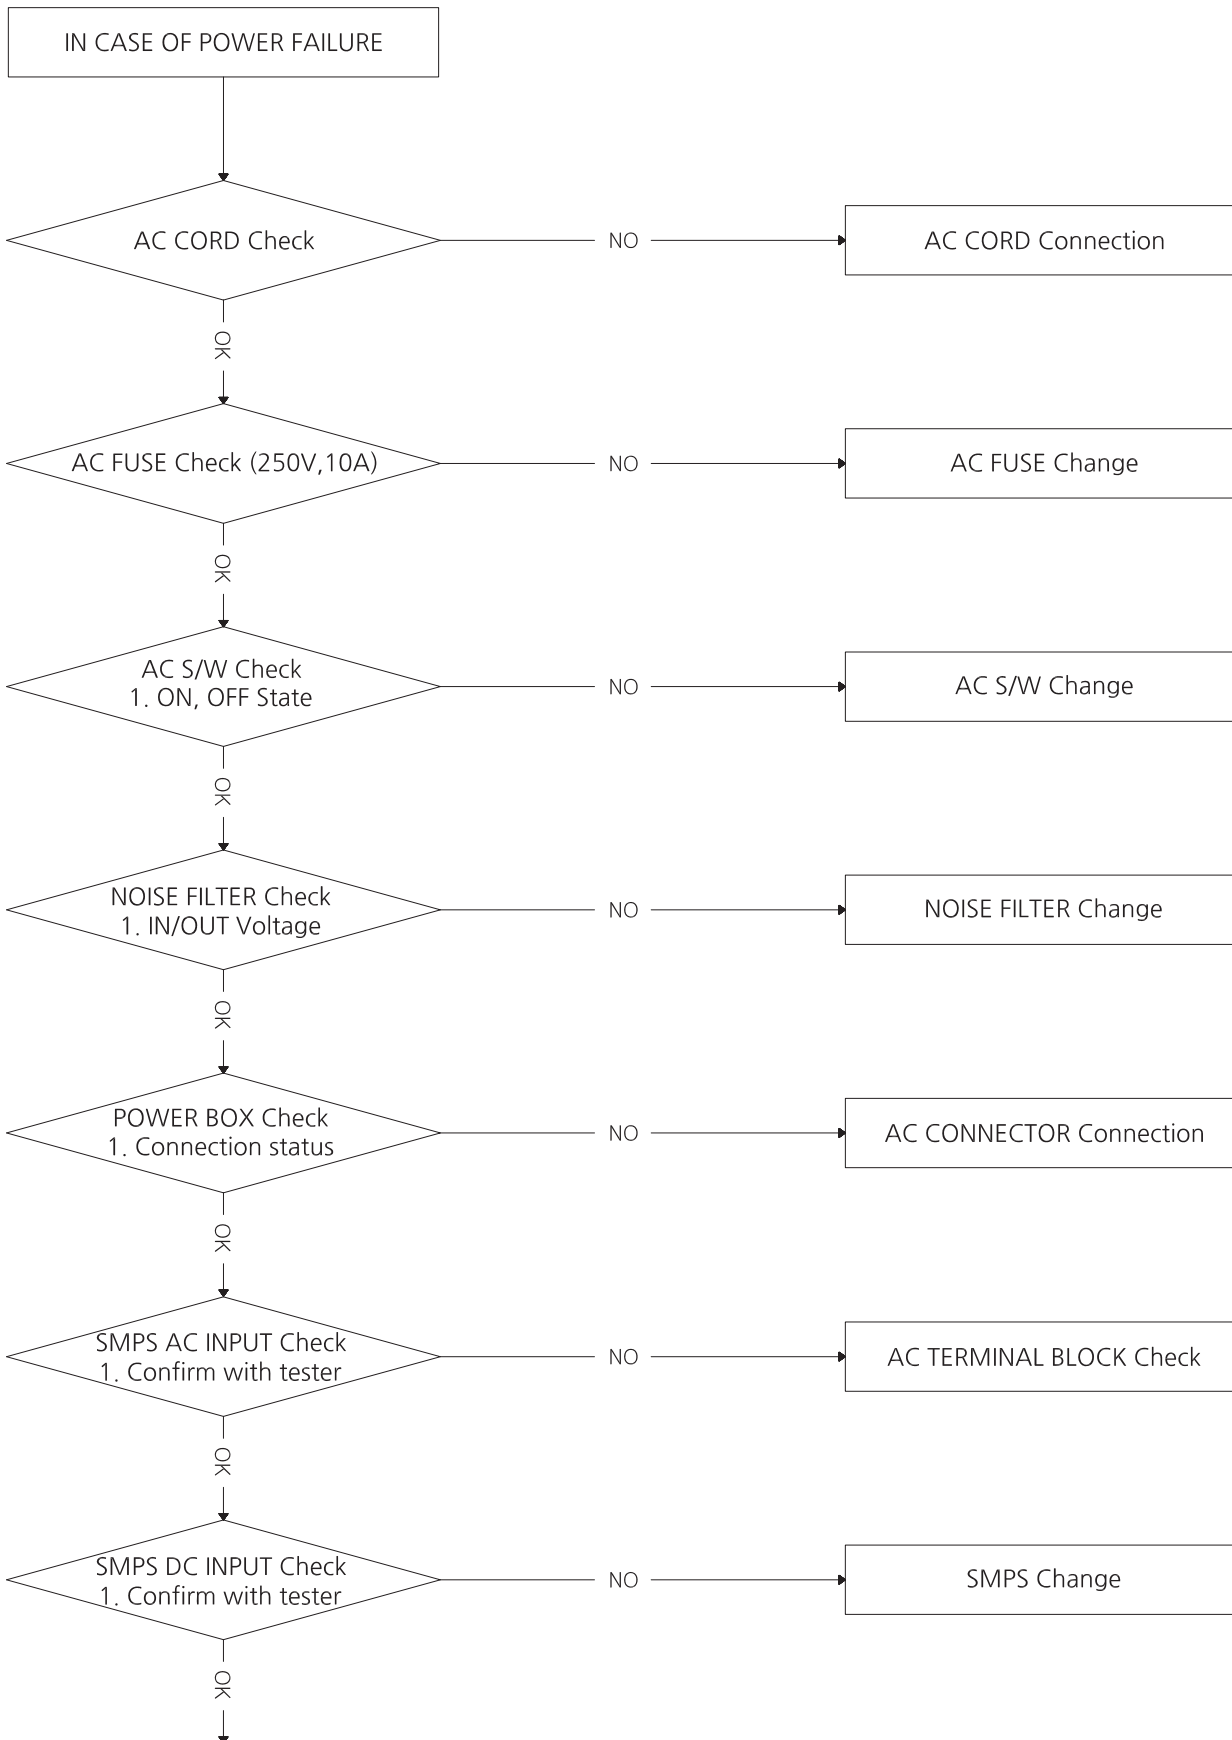 IN CASE OF POWER FAILURE
AC CORD Check
NO
AC CORD Connection
OK
AC FUSE Check (250V,10A)
NO
AC FUSE Change
OK
AC S/W Check
1. ON, OFF State
NO
AC S/W Change
OK
NOISE FILTER Check
1. IN/OUT Voltage
NO
NOISE FILTER Change
OK
POWER BOX Check
1. Connection status
NO
AC CONNECTOR Connection
OK
SMPS AC INPUT Check
1. Confirm with tester
NO
AC TERMINAL BLOCK Check
OK
SMPS DC INPUT Check
1. Confirm with tester
NO
SMPS Change
OK